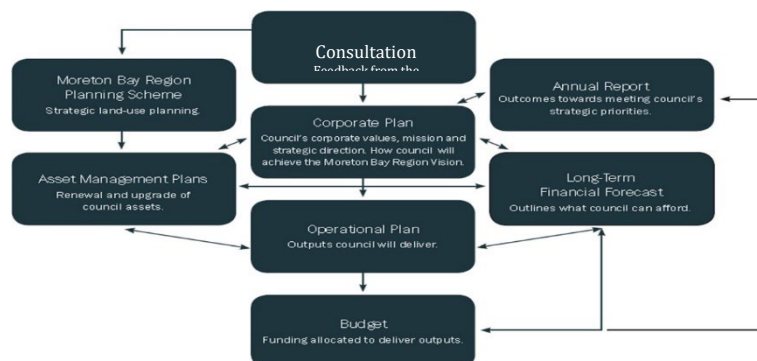 Consultation
Feedback from the
Moreton Bay Region
Planning Scheme
Strategic land-use planning.
Annual Report
Outcomes towards meeting council's
strategic priorities.
Corporate Plan
Council's corporate values, mission and
strategic direction. How council will
achieve the Moreton Bay Region Vision.
Asset Management Plans
Renewal and upgrade of
council assets.
Long-Term
Financial Forecast
Outlines what council can afford.
Operational Plan
Outputs council will deliver.
Budget
Funding allocated to deliver outputs.